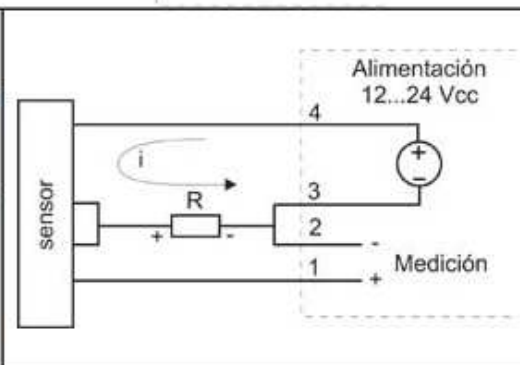 Alimentación
12...24 Vcc
4
+
−
i
3
R
sensor
+
-
2
-
1
+
Medición